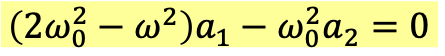 (2ω₀² − ω²)a₁ − ω₀²a₂ = 0